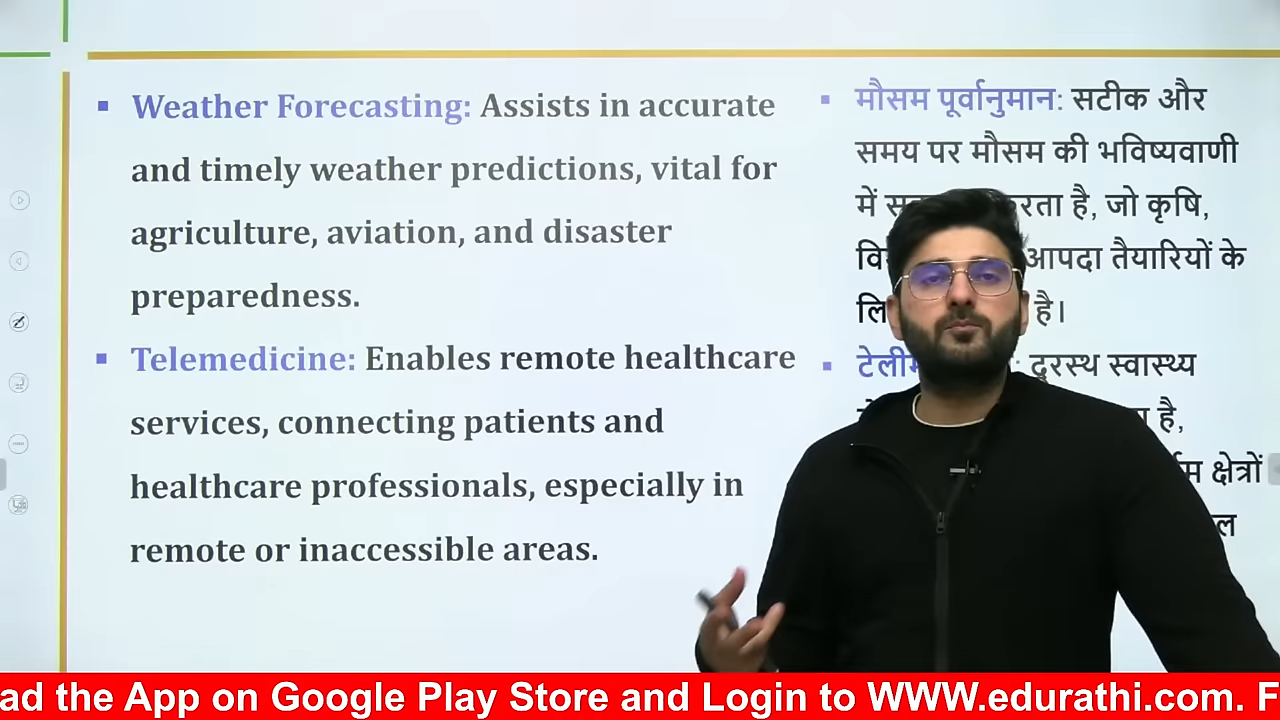 Weather Forecasting: Assists in accurate
and timely weather predictions, vital for
agriculture, aviation, and disaster
preparedness.
Telemedicine: Enables remote healthcare
services, connecting patients and
healthcare professionals, especially in
remote or inaccessible areas.
मौसम पूर्वानुमान: सटीक और
समय पर मौसम की भविष्यवाणी
में है, जो कृषि,
आपदा तैयारियों के
है।
दूरस्थ स्वास्थ्य
है,
क्षेत्रों
ad the App on Google Play Store and Login to WWW.edurathi.com. F